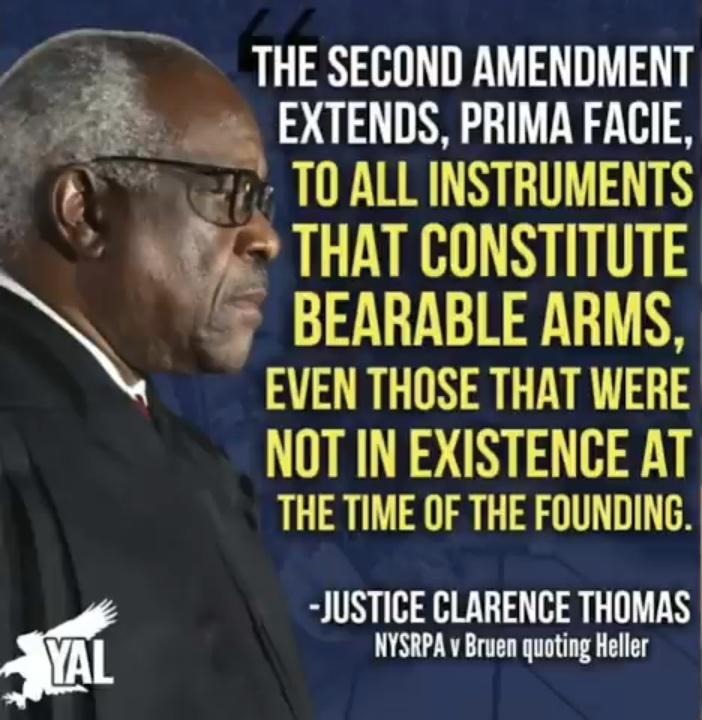 “
THE SECOND AMENDMENT
EXTENDS, PRIMA FACIE,
TO ALL INSTRUMENTS
THAT CONSTITUTE
BEARABLE ARMS,
EVEN THOSE THAT WERE
NOT IN EXISTENCE AT
THE TIME OF THE FOUNDING.
-JUSTICE CLARENCE THOMAS
NYSRPA v Bruen quoting Heller
YAL